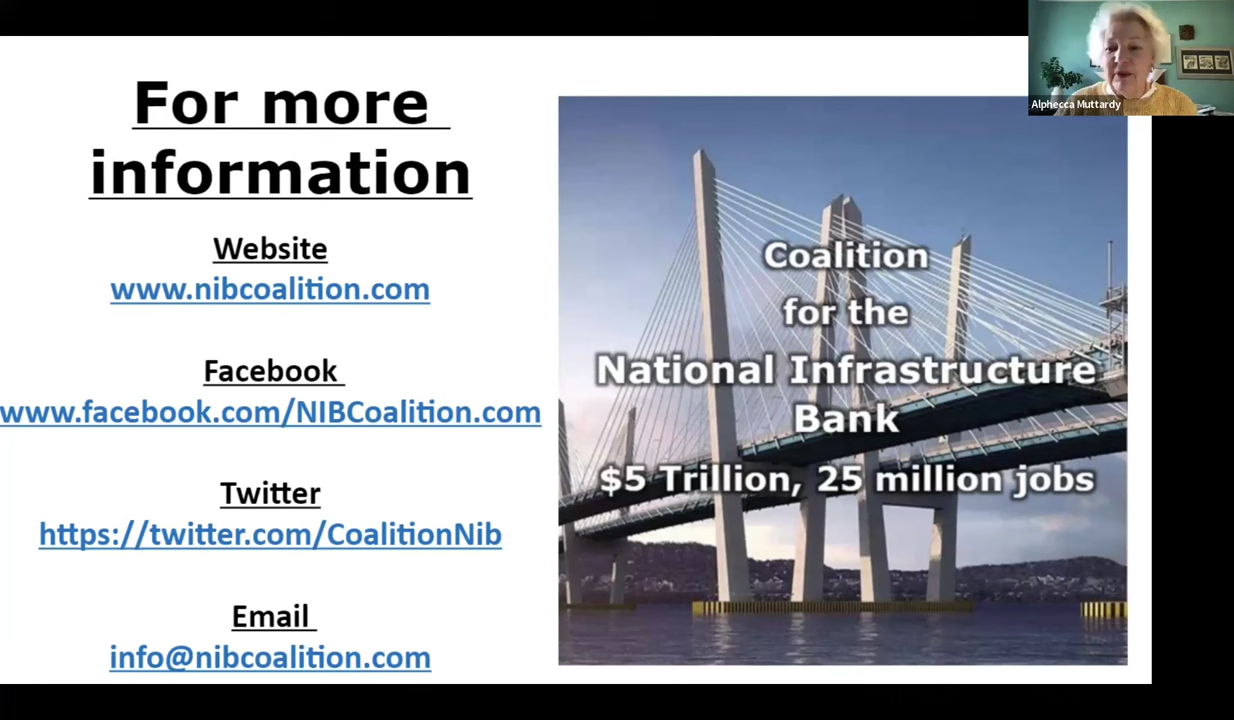 For more
information
Website
www.nibcoalition.com
Facebook
www.facebook.com/NIBCoalition.com
Twitter
https://twitter.com/CoalitionNib
Email
info@nibcoalition.com
Coalition
for the
National Infrastructure
Bank
$5 Trillion, 25 million jobs
Alphecca Muttardy